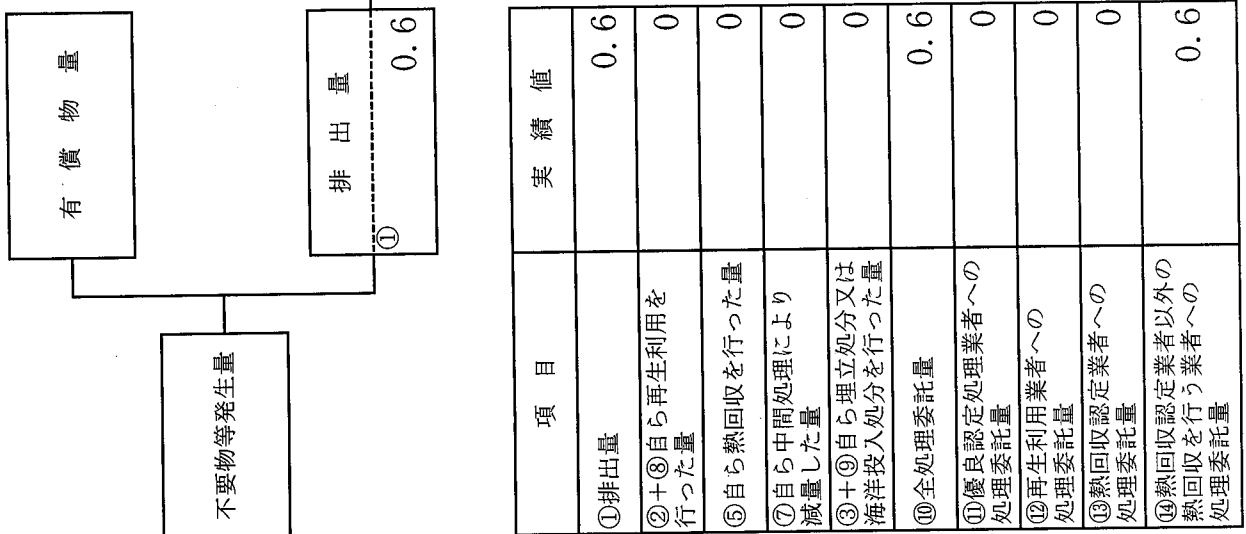 不要物等発生量
有償物量
排出量
①
0.6
項目
実績値
①排出量
0.6
②+⑧自ら再生利用を
行った量
0
⑤自ら熱回収を行った量
0
⑦自ら中間処理により
減量した量
0
③+⑨自ら埋立処分又は
海洋投入処分を行った量
0
⑩全処理委託量
0.6
⑪優良認定処理業者への
処理委託量
0
⑫再生利用業者への
処理委託量
0
⑬熱回収認定業者への
処理委託量
0
⑭熱回収認定業者以外の
熱回収を行う業者への
処理委託量
0.6